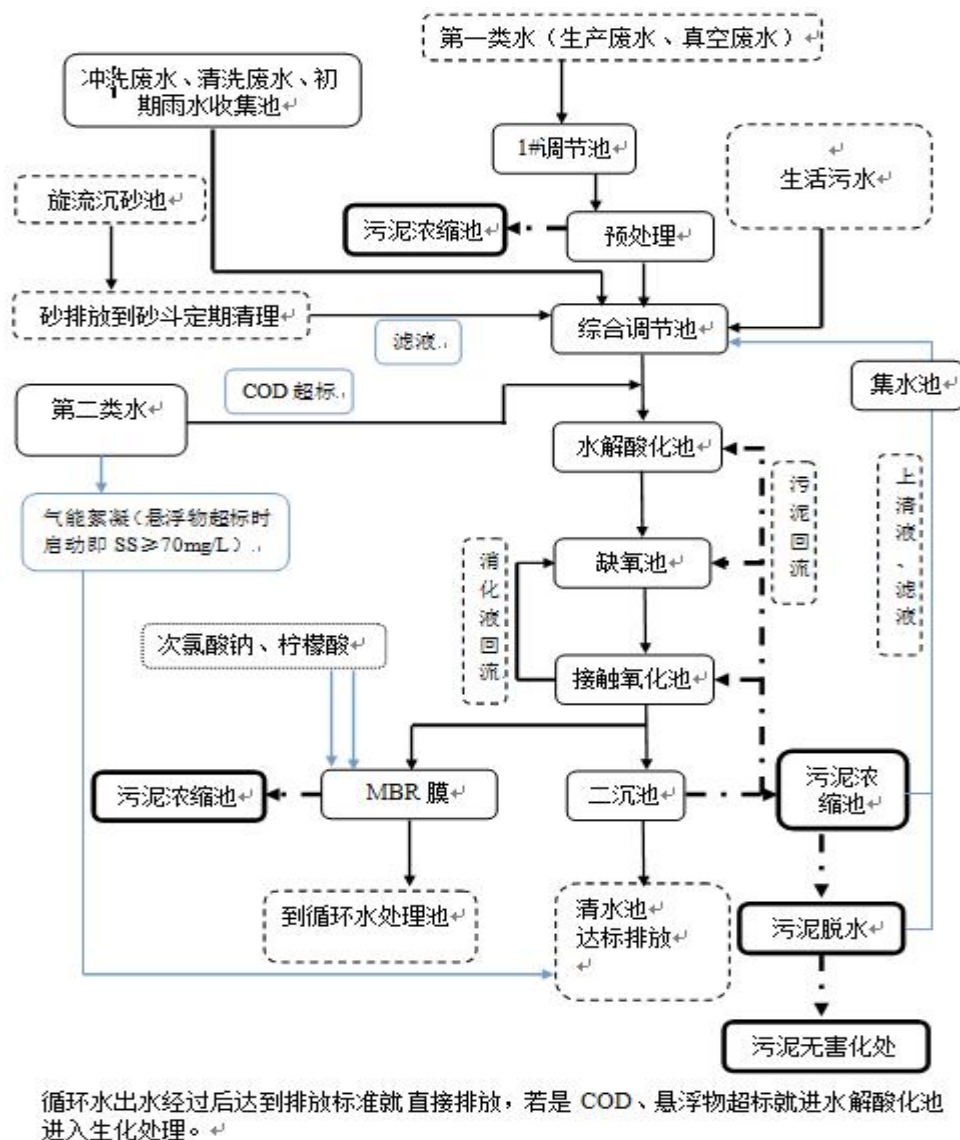 第一类水（生产废水、真空废水）
冲洗废水、清洗废水、初
期雨水收集池
1#调节池
生活污水
旋流沉砂池
污泥浓缩池
预处理
砂排放到砂斗定期清理
滤液
综合调节池
COD 超标
集水池
第二类水
水解酸化池
气能絮凝（悬浮物超标时
启动即 SS≥70mg/L）
污泥回流
上清液、滤液
缺氧池
消化液回流
次氯酸钠、柠檬酸
接触氧化池
污泥浓缩池
MBR 膜
二沉池
污泥浓
缩池
到循环水处理池
清水池
达标排放
污泥脱水
污泥无害化处
循环水出水经过后达到排放标准就直接排放，若是 COD、悬浮物超标就进水解酸化池
进入生化处理。